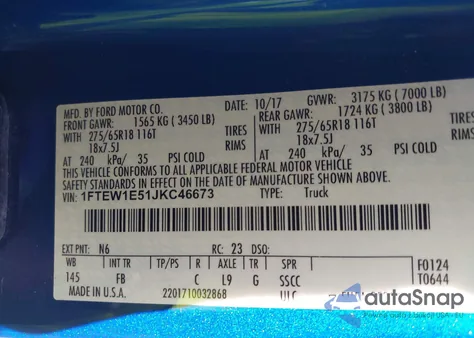 MFD. BY FORD MOTOR CO. 10/17 GVWR: 3175 KG (7000 LB)
FRONT GAWR: 1565 KG (3450 LB) REAR GAWR: 1724 KG (3800 LB)
WITH 275/65R18 116T TIRES WITH 275/65R18 116T TIRES
18x7.5J RIMS 18x7.5J RIMS
AT 240 kPa/ 35 PSI COLD AT 240 kPa/ 35 PSI COLD
THIS VEHICLE CONFORMS TO ALL APPLICABLE FEDERAL MOTOR VEHICLE
SAFETY AND THEFT PREVENTION STANDARDS IN EFFECT ON THE DATE OF MANUFACTURE SHOWN ABOVE.
VIN: 1FTEW1E51JKC46673 TYPE: Truck
EXT PNT: N6 RC: 23 DSO: F0124
WB INT TR TP/PS R AXLE TR SPR T0644
145 FB C L9 G SSCC
MADE IN U.S.A. 2201710032868 ULC
autoSnap